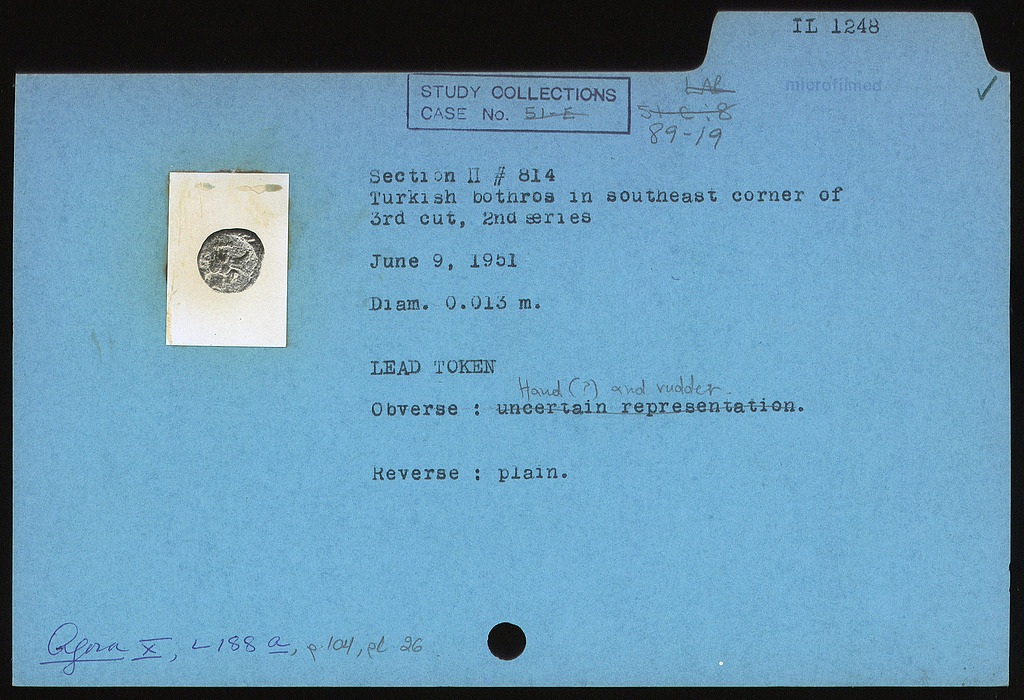 IL 1248
microfilmed ✓
STUDY COLLECTIONS
CASE No. 51-E
LAR
51-C:8
89-19
Section Π # 814
Turkish bothros in southeast corner of
3rd cut, 2nd series
June 9, 1951
Diam. 0.013 m.
LEAD TOKEN
Hand (?) and rudder
Obverse : uncertain representation.
Reverse : plain.
Agora X, L188 a, p. 104, pl 26